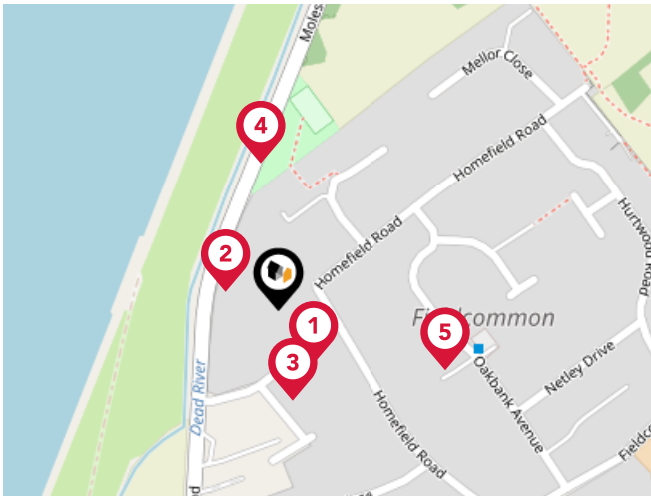 Moles
Mellor Close
4
Homefield Road
Hurtwood Road
2
Homefield Road
1
Fieldcommon
5
3
Dead River
Oakbank Avenue
Netley Drive
Homefield Road
Fieldco
d